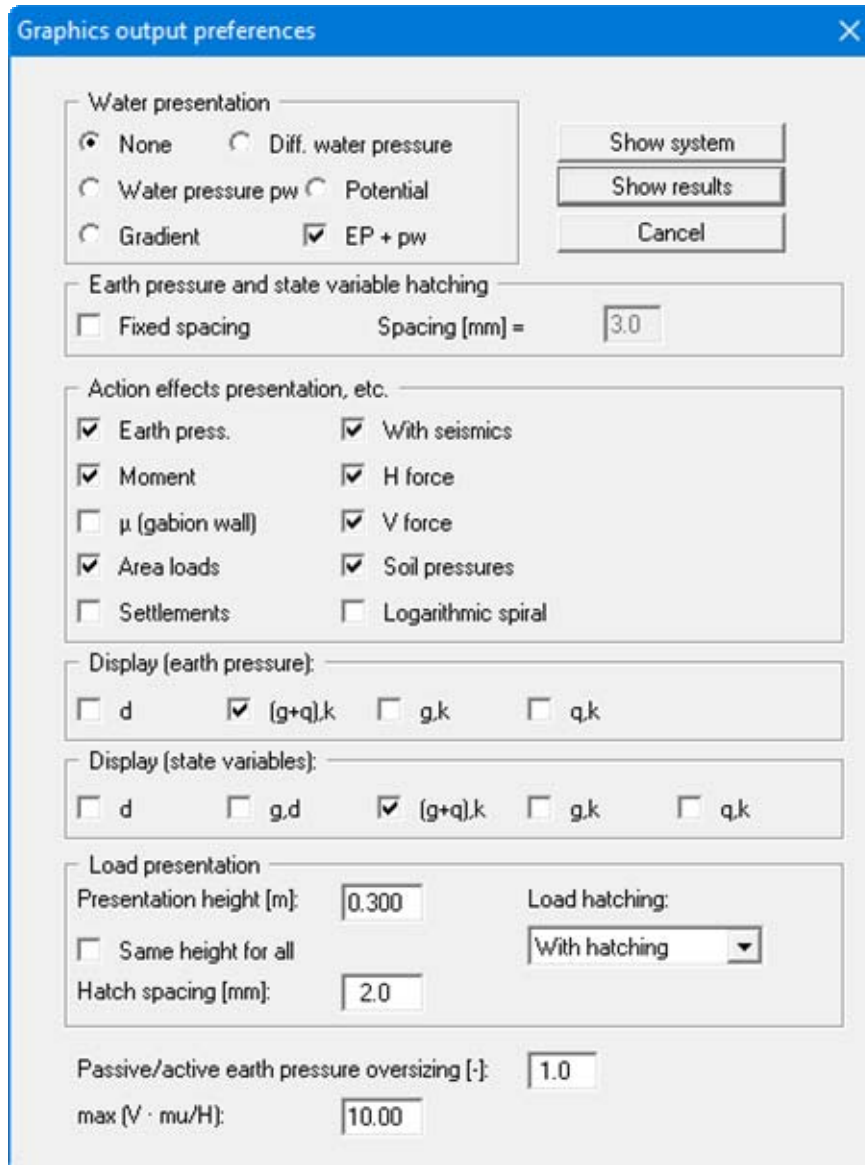 Graphics output preferences
Water presentation
None Diff. water pressure
Show system
Water pressure pw Potential
Show results
Gradient EP + pw
Cancel
Earth pressure and state variable hatching
Fixed spacing Spacing [mm] = 3.0
Action effects presentation, etc.
Earth press. With seismics
Moment H force
µ (gabion wall) V force
Area loads Soil pressures
Settlements Logarithmic spiral
Display (earth pressure):
d (g+q),k g,k q,k
Display (state variables):
d g,d (g+q),k g,k q,k
Load presentation
Presentation height [m]: 0.300 Load hatching:
Same height for all With hatching
Hatch spacing [mm]: 2.0
Passive/active earth pressure oversizing [-]: 1.0
max (V · mu/H): 10.00